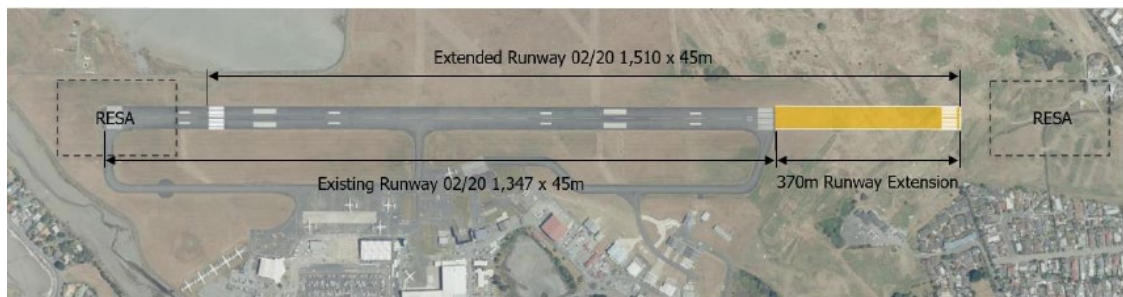 Extended Runway 02/20 1,510 x 45m
RESA
RESA
Existing Runway 02/20 1,347 x 45m
370m Runway Extension